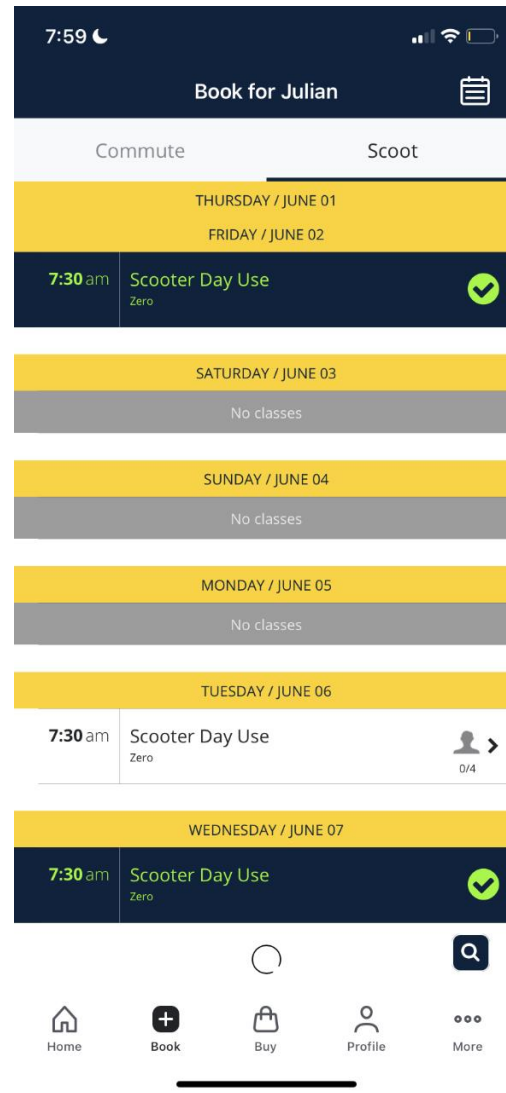 7:59
Book for Julian
Commute Scoot
THURSDAY / JUNE 01
FRIDAY / JUNE 02
7:30 am Scooter Day Use
Zero
SATURDAY / JUNE 03
No classes
SUNDAY / JUNE 04
No classes
MONDAY / JUNE 05
No classes
TUESDAY / JUNE 06
7:30 am Scooter Day Use
Zero
0/4
WEDNESDAY / JUNE 07
7:30 am Scooter Day Use
Zero
Home Book Buy Profile More